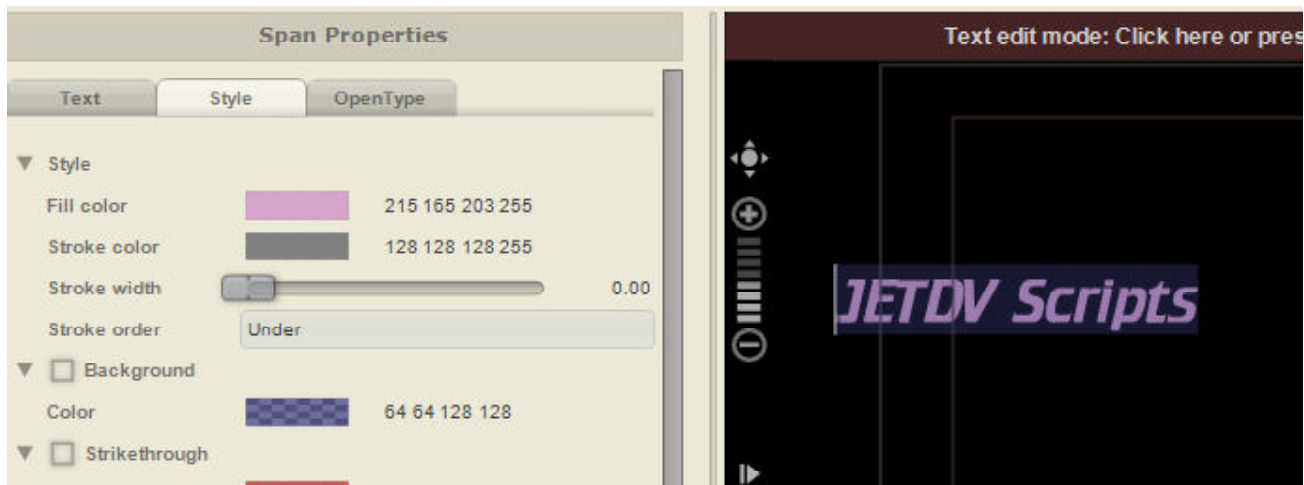 Span Properties
Text Style OpenType
Style
Fill color 215 165 203 255
Stroke color 128 128 128 255
Stroke width 0.00
Stroke order Under
Background
Color 64 64 128 128
Strikethrough
Text edit mode: Click here or pres
JETDV Scripts